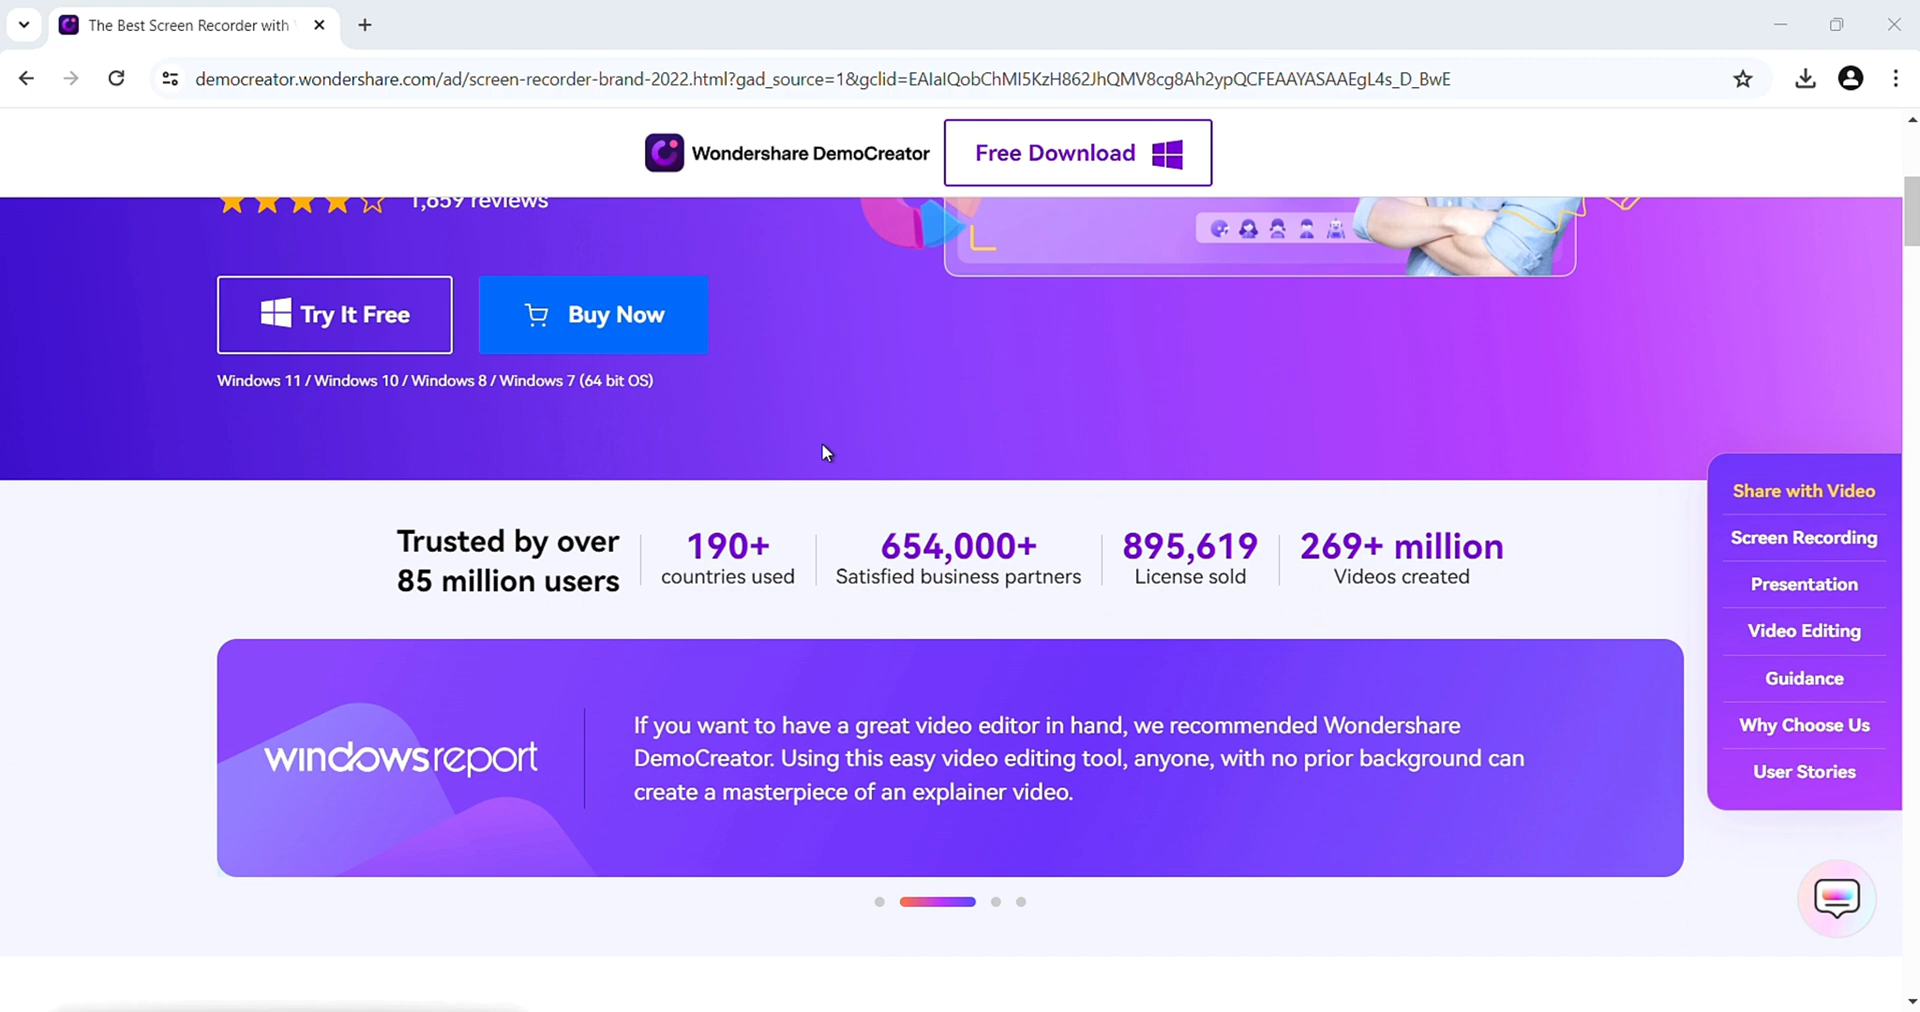 The Best Screen Recorder with
democreator.wondershare.com/ad/screen-recorder-brand-2022.html?gad_source=1&gclid=EAIaIQobChMI5KzH862JhQMV8cg8Ah2ypQCFEAAYASAAEgL4s_D_BwE
Wondershare DemoCreator
Free Download
1,659 reviews
Try It Free
Buy Now
Windows 11 / Windows 10 / Windows 8 / Windows 7 (64 bit OS)
Trusted by over
85 million users
190+
countries used
654,000+
Satisfied business partners
895,619
License sold
269+ million
Videos created
windowsreport
If you want to have a great video editor in hand, we recommended Wondershare
DemoCreator. Using this easy video editing tool, anyone, with no prior background can
create a masterpiece of an explainer video.
Share with Video
Screen Recording
Presentation
Video Editing
Guidance
Why Choose Us
User Stories